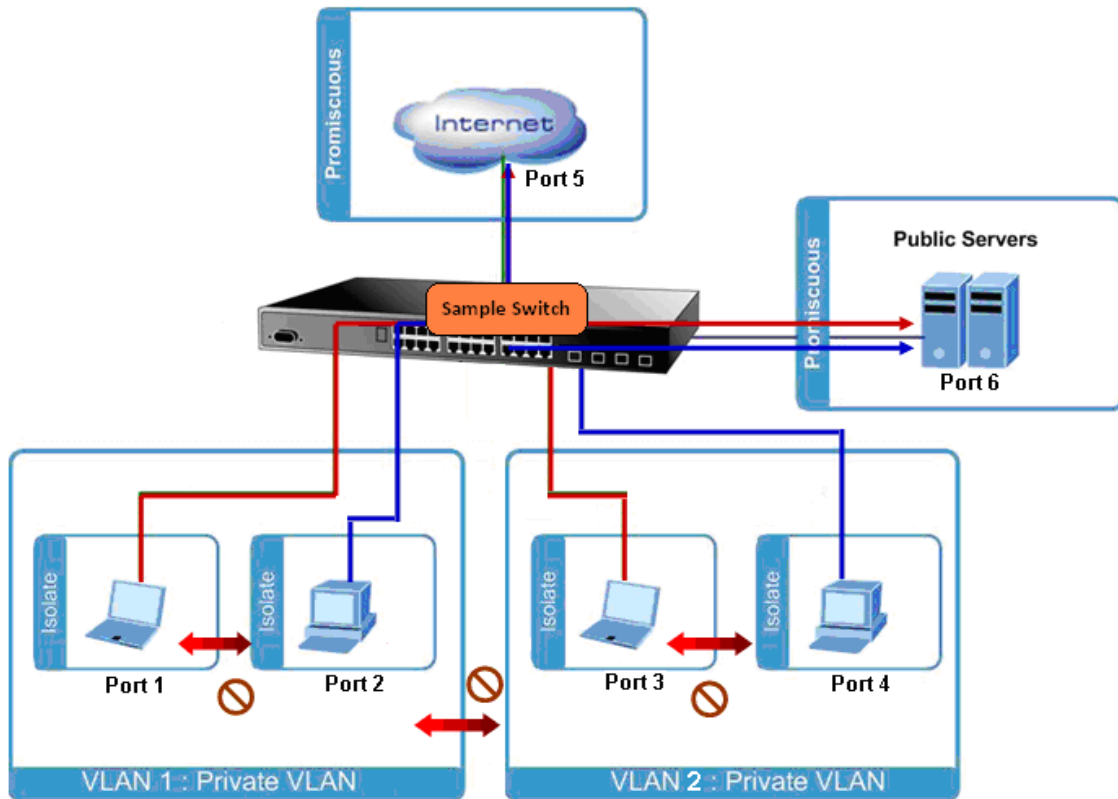 Promiscuous
Internet
Port 5
Promiscuous
Public Servers
Port 6
Sample Switch
Isolate
Port 1
Isolate
Port 2
Isolate
Port 3
Isolate
Port 4
VLAN 1 : Private VLAN
VLAN 2 : Private VLAN